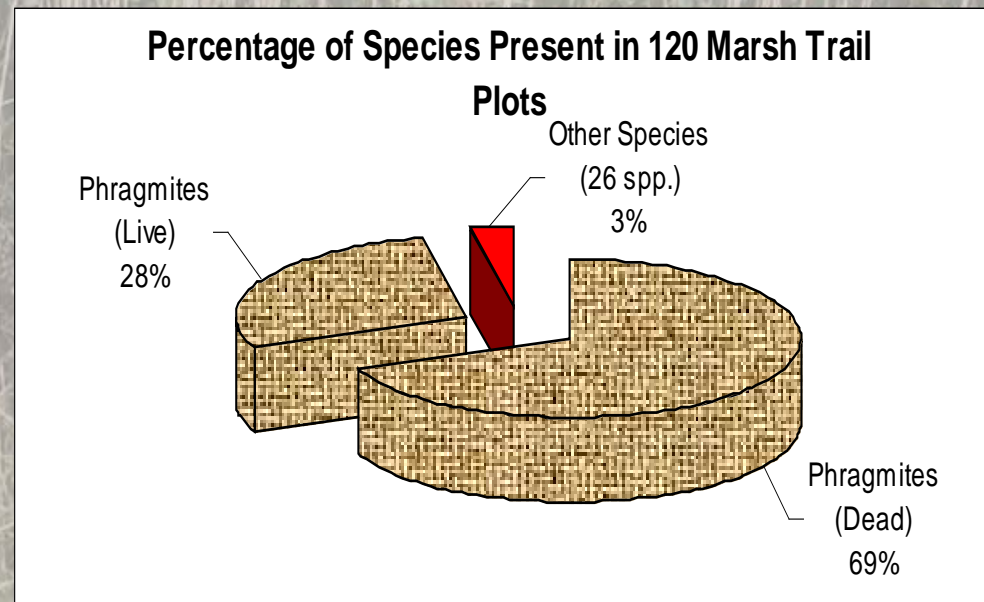 Percentage of Species Present in 120 Marsh Trail
Plots
Other Species
(26 spp.)
3%
Phragmites
(Live)
28%
Phragmites
(Dead)
69%